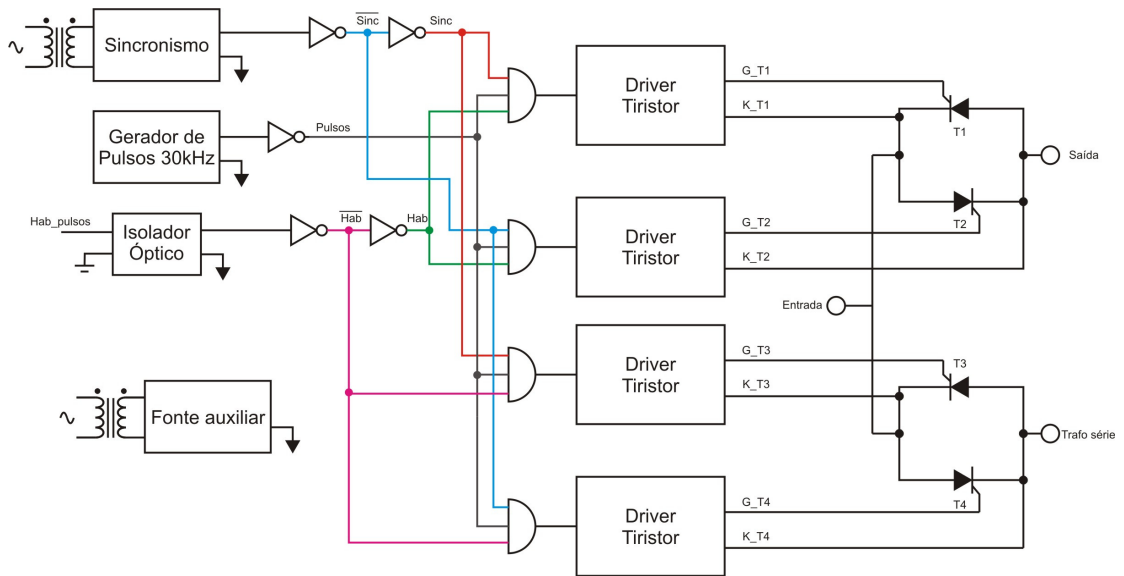 Sinc
Sinc
Sincronismo
Gerador de
Pulsos 30kHz
Pulsos
Hab_pulsos
Isolador
Óptico
Hab
Hab
Fonte auxiliar
Driver
Tiristor
G_T1
K_T1
T1
Saída
Driver
Tiristor
G_T2
K_T2
T2
Entrada
Driver
Tiristor
G_T3
K_T3
T3
Trafo série
Driver
Tiristor
G_T4
K_T4
T4